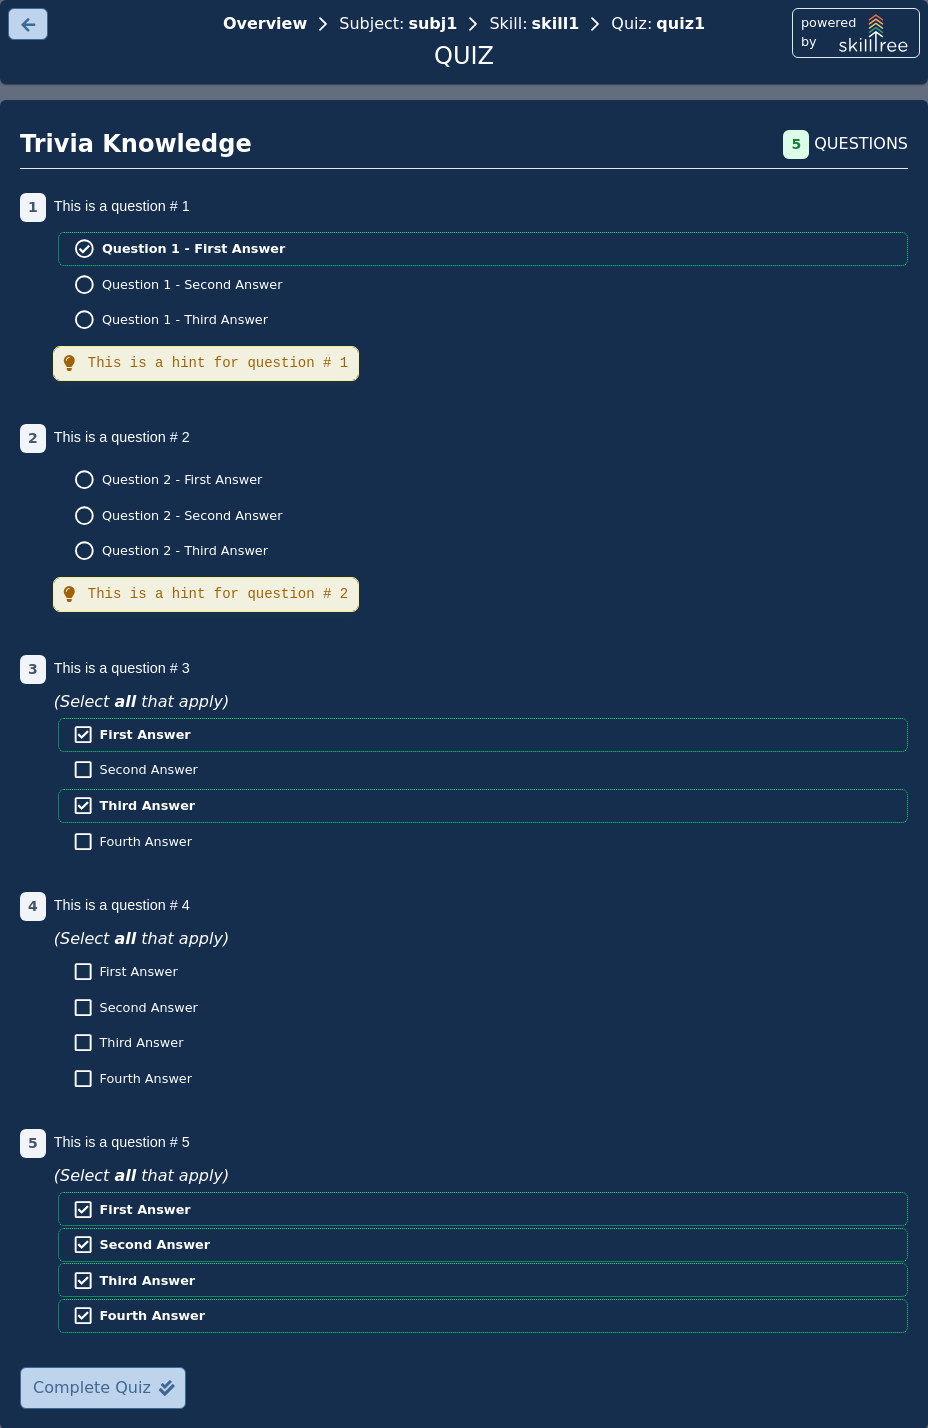 Overview > Subject: subj1 > Skill: skill1 > Quiz: quiz1
QUIZ
powered by skilltree
Trivia Knowledge
5 QUESTIONS
1 This is a question # 1
Question 1 - First Answer
Question 1 - Second Answer
Question 1 - Third Answer
This is a hint for question # 1
2 This is a question # 2
Question 2 - First Answer
Question 2 - Second Answer
Question 2 - Third Answer
This is a hint for question # 2
3 This is a question # 3
(Select all that apply)
First Answer
Second Answer
Third Answer
Fourth Answer
4 This is a question # 4
(Select all that apply)
First Answer
Second Answer
Third Answer
Fourth Answer
5 This is a question # 5
(Select all that apply)
First Answer
Second Answer
Third Answer
Fourth Answer
Complete Quiz